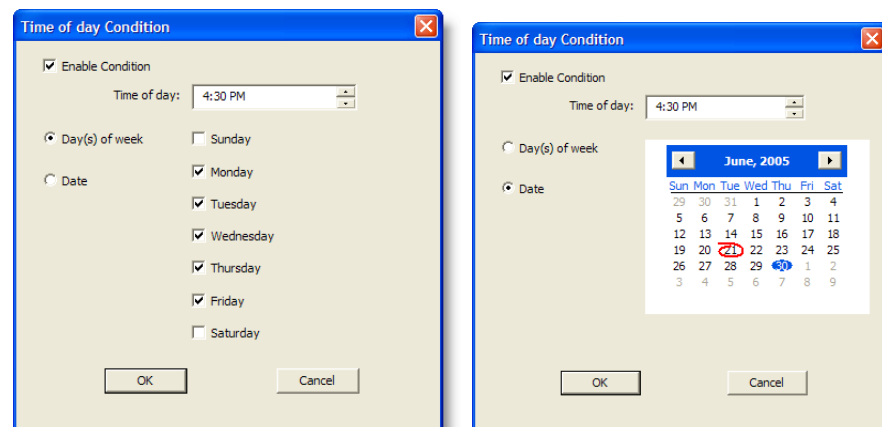 Time of day Condition
Enable Condition
Time of day: 4:30 PM
Day(s) of week
Sunday
Monday
Date
Tuesday
Wednesday
Thursday
Friday
Saturday
OK Cancel
Time of day Condition
Enable Condition
Time of day: 4:30 PM
Day(s) of week
June, 2005
Date
Sun Mon Tue Wed Thu Fri Sat
29 30 31 1 2 3 4
5 6 7 8 9 10 11
12 13 14 15 16 17 18
19 20 21 22 23 24 25
26 27 28 29 30 1 2
3 4 5 6 7 8 9
OK Cancel